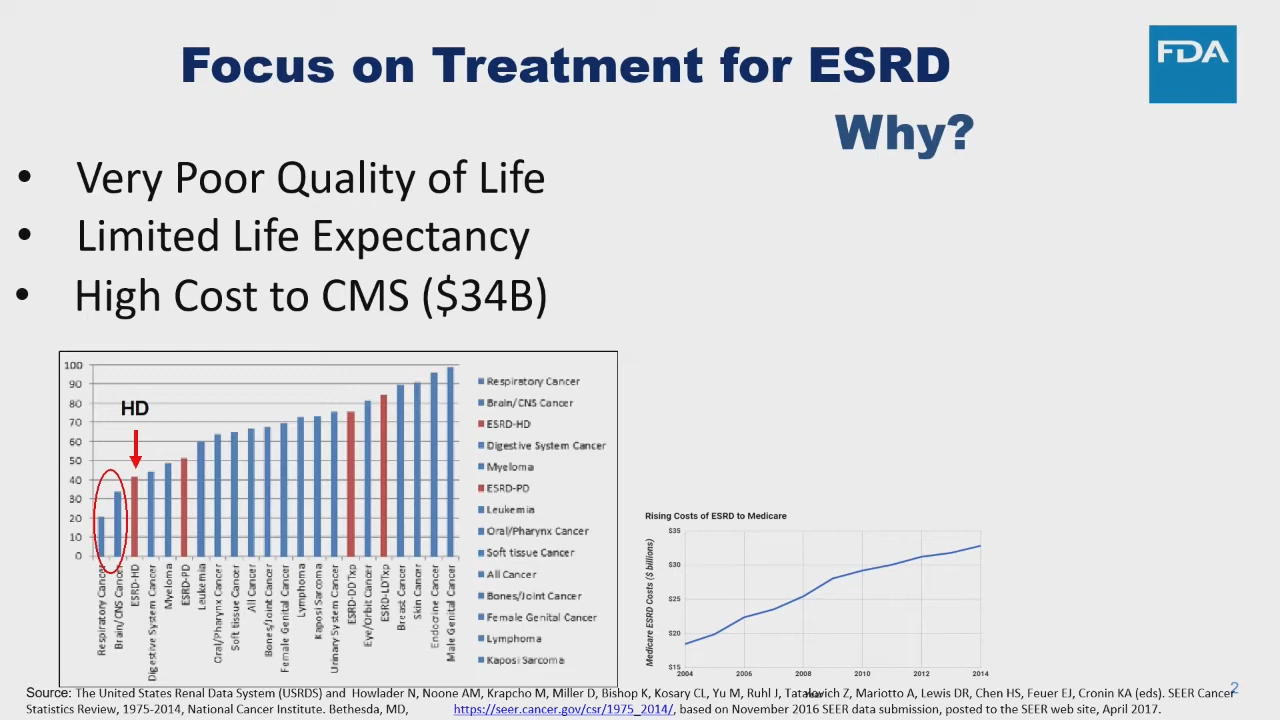 Focus on Treatment for ESRD
FDA
Why?
• Very Poor Quality of Life
• Limited Life Expectancy
• High Cost to CMS ($34B)
100
90
80
70
60
50
40
30
20
10
0
HD
Respiratory Cancer
Brain/CNS Cancer
ESRD-HD
Digestive System Cancer
Myeloma
ESRD-PD
Leukemia
Oral/Pharynx Cancer
Soft tissue Cancer
All Cancer
Bones/Joint Cancer
Female Genital Cancer
Lymphoma
Kaposi Sarcoma
Urinary System Cancer
ESRD-DDTxp
Eye/Orbit Cancer
ESRD-LDTxp
Breast Cancer
Skin Cancer
Endocrine Cancer
Male Genital Cancer
Respiratory Cancer
Brain/CNS Cancer
ESRD-HD
Digestive System Cancer
Myeloma
ESRD-PD
Leukemia
Oral/Pharynx Cancer
Soft tissue Cancer
All Cancer
Bones/Joint Cancer
Female Genital Cancer
Lymphoma
Kaposi Sarcoma
Rising Costs of ESRD to Medicare
Medicare ESRD Costs ($ billions)
$35
$30
$25
$20
$15
2004 2006 2008 2010 2012 2014
Year
2
Source: The United States Renal Data System (USRDS) and Howlader N, Noone AM, Krapcho M, Miller D, Bishop K, Kosary CL, Yu M, Ruhl J, Tatalovich Z, Mariotto A, Lewis DR, Chen HS, Feuer EJ, Cronin KA (eds). SEER Cancer
Statistics Review, 1975-2014, National Cancer Institute. Bethesda, MD, https://seer.cancer.gov/csr/1975_2014/, based on November 2016 SEER data submission, posted to the SEER web site, April 2017.